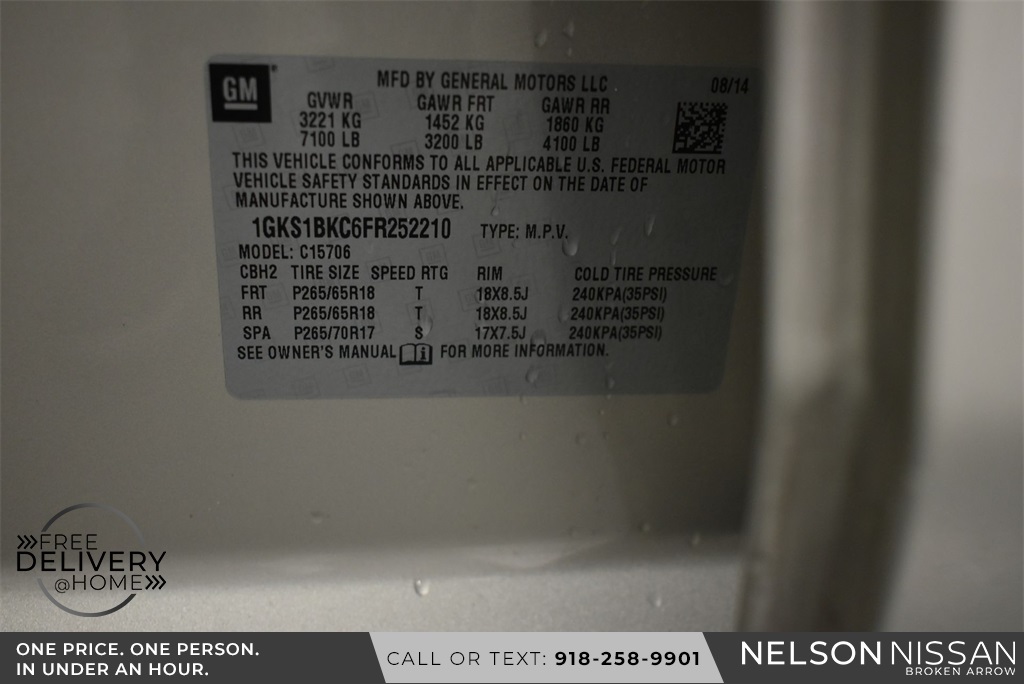 GM
MFD BY GENERAL MOTORS LLC 08/14
GVWR GAWR FRT GAWR RR
3221 KG 1452 KG 1860 KG
7100 LB 3200 LB 4100 LB
THIS VEHICLE CONFORMS TO ALL APPLICABLE U.S. FEDERAL MOTOR
VEHICLE SAFETY STANDARDS IN EFFECT ON THE DATE OF
MANUFACTURE SHOWN ABOVE.
1GKS1BKC6FR252210 TYPE: M.P.V.
MODEL: C15706
CBH2 TIRE SIZE SPEED RTG RIM COLD TIRE PRESSURE
FRT P265/65R18 T 18X8.5J 240KPA(35PSI)
RR P265/65R18 T 18X8.5J 240KPA(35PSI)
SPA P265/70R17 S 17X7.5J 240KPA(35PSI)
SEE OWNER'S MANUAL i FOR MORE INFORMATION.
FREE
DELIVERY
@HOME
ONE PRICE. ONE PERSON.
IN UNDER AN HOUR.
CALL OR TEXT: 918-258-9901
NELSON NISSAN
BROKEN ARROW